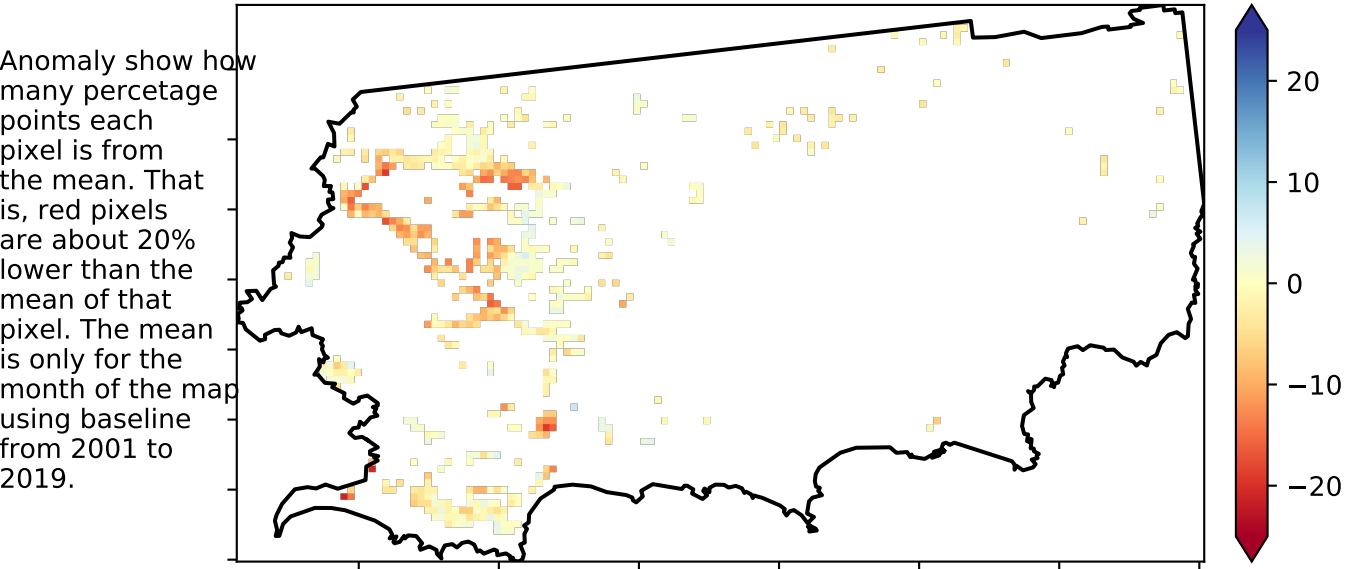 Anomaly show how
many percetage
points each
pixel is from
the mean. That
is, red pixels
are about 20%
lower than the
mean of that
pixel. The mean
is only for the
month of the map
using baseline
from 2001 to
2019.
20
10
0
−10
−20